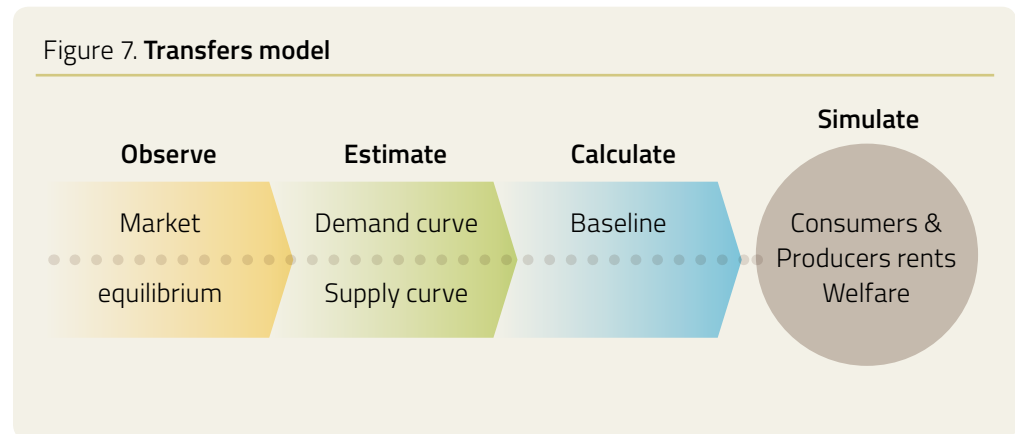 Figure 7. Transfers model
Observe
Market
equilibrium
Estimate
Demand curve
Supply curve
Calculate
Baseline
Simulate
Consumers &
Producers rents
Welfare